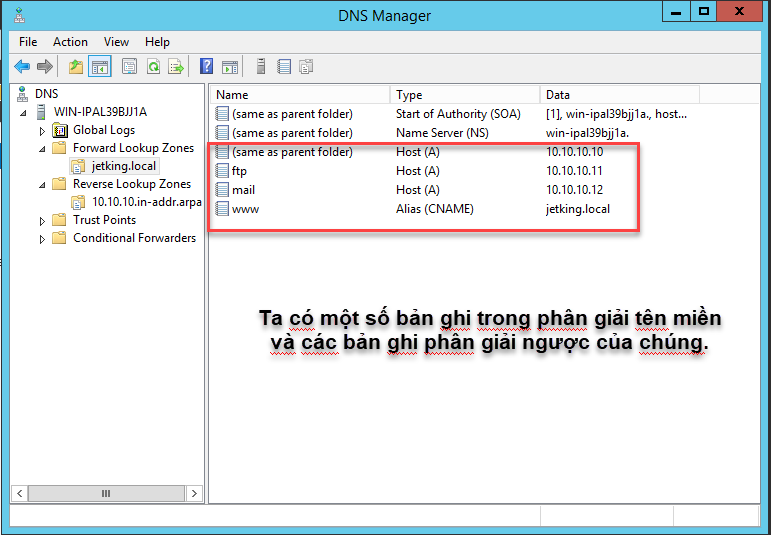 DNS Manager
File Action View Help
DNS
WIN-IPAL39BJJ1A
Global Logs
Forward Lookup Zones
jetking.local
Reverse Lookup Zones
10.10.10.in-addr.arpa
Trust Points
Conditional Forwarders
Name Type Data
(same as parent folder) Start of Authority (SOA) [1], win-ipal39bjj1a., host...
(same as parent folder) Name Server (NS) win-ipal39bjj1a.
(same as parent folder) Host (A) 10.10.10.10
ftp Host (A) 10.10.10.11
mail Host (A) 10.10.10.12
www Alias (CNAME) jetking.local
Ta có một số bản ghi trong phân giải tên miền
và các bản ghi phân giải ngược của chúng.